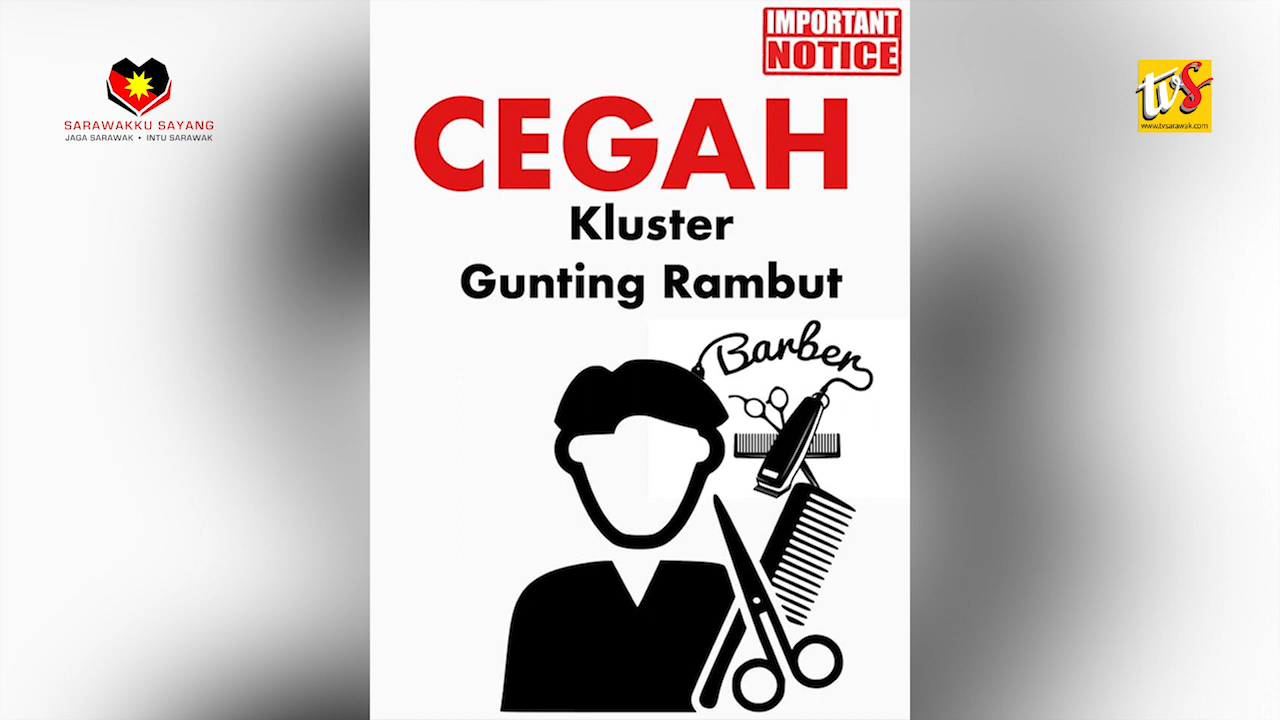 IMPORTANT
NOTICE
SARAWAKKU SAYANG
JAGA SARAWAK • INTU SARAWAK
tvS
www.tvsarawak.com
CEGAH
Kluster
Gunting Rambut
Barber